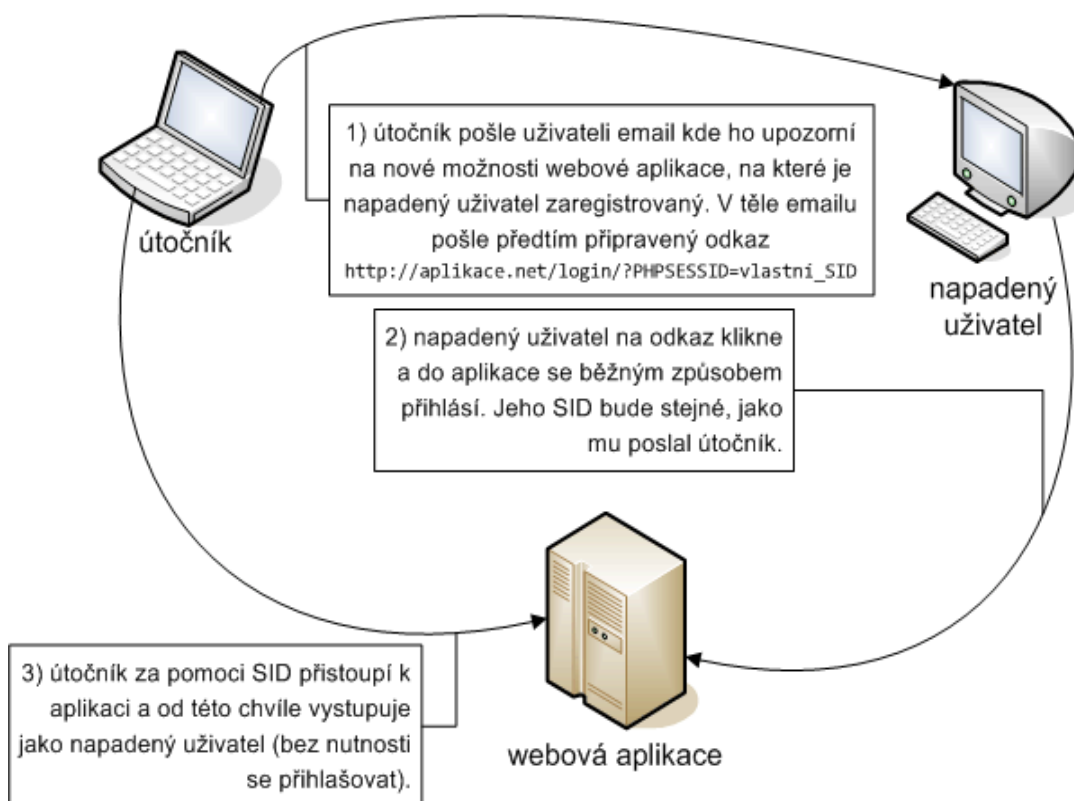 1) útočník pošle uživateli email kde ho upozorní
na nové možnosti webové aplikace, na které je
napadený uživatel zaregistrovaný. V těle emailu
pošle předtím připravený odkaz
http://aplikace.net/login/?PHPSESSID=vlastní_SID
útočník
napadený
uživatel
2) napadený uživatel na odkaz klikne
a do aplikace se běžným způsobem
přihlásí. Jeho SID bude stejné, jako
mu poslal útočník.
3) útočník za pomoci SID přistoupí k
aplikaci a od této chvíle vystupuje
jako napadený uživatel (bez nutnosti
se přihlašovat).
webová aplikace